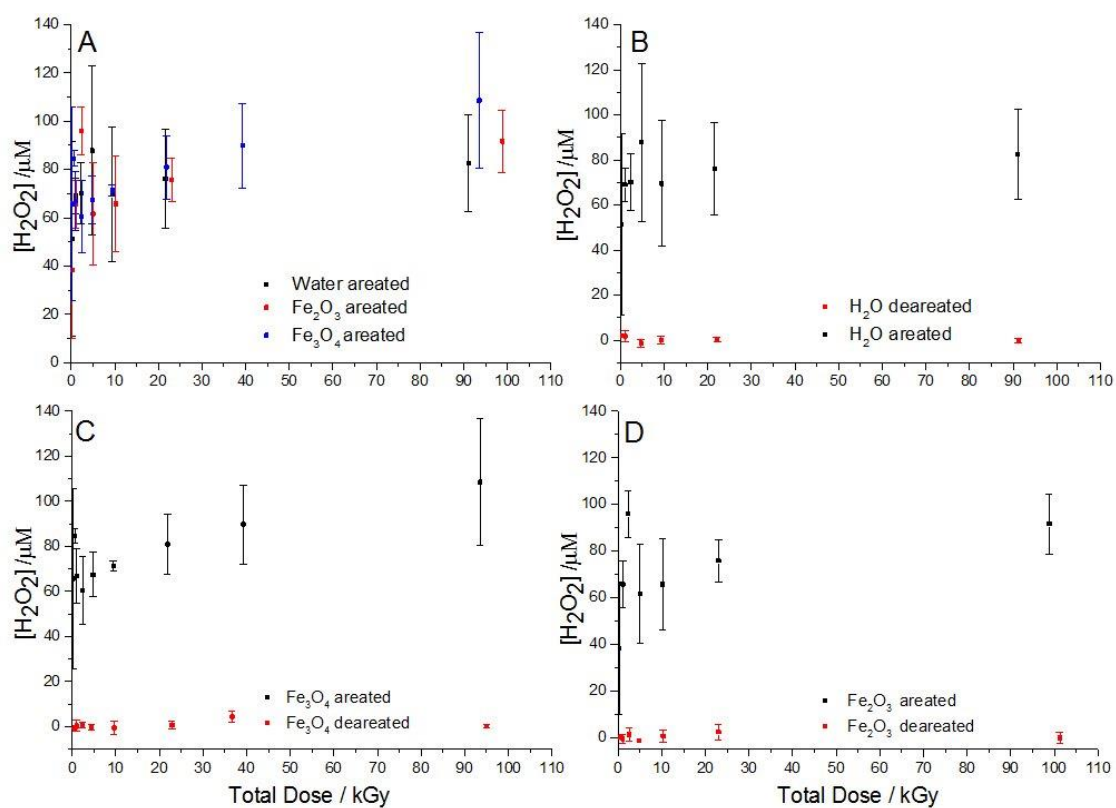 A
[H₂O₂] /µM
140
120
100
80
60
40
20
0
Water areated
Fe₂O₃ areated
Fe₃O₄ areated
0 10 20 30 40 50 60 70 80 90 100 110
B
[H₂O₂] /µM
140
120
100
80
60
40
20
0
H₂O deareated
H₂O areated
0 10 20 30 40 50 60 70 80 90 100 110
C
[H₂O₂] /µM
140
120
100
80
60
40
20
0
Fe₃O₄ areated
Fe₃O₄ deareated
0 10 20 30 40 50 60 70 80 90 100 110
Total Dose / kGy
D
[H₂O₂] /µM
140
120
100
80
60
40
20
0
Fe₂O₃ areated
Fe₂O₃ deareated
0 10 20 30 40 50 60 70 80 90 100 110
Total Dose / kGy